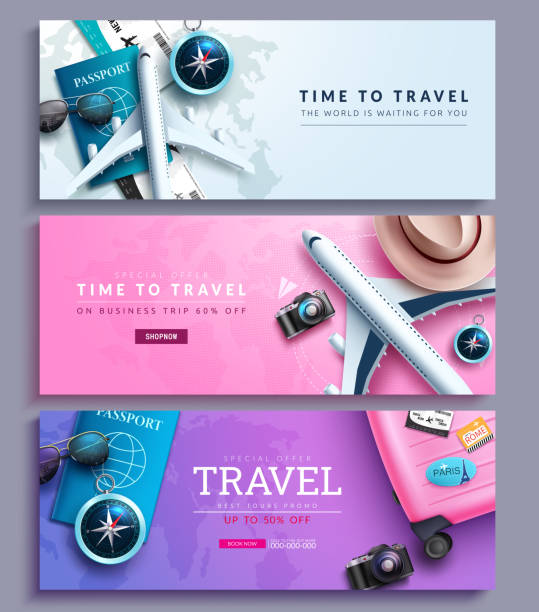 PASSPORT
TIME TO TRAVEL
THE WORLD IS WAITING FOR YOU
SPECIAL OFFER
TIME TO TRAVEL
ON BUSINESS TRIP 60% OFF
SHOPNOW
PASSPORT
SPECIAL OFFER
TRAVEL
BEST TOURS PROMO
UP TO 50% OFF
BOOK NOW
000-000-000
ROME
PARIS